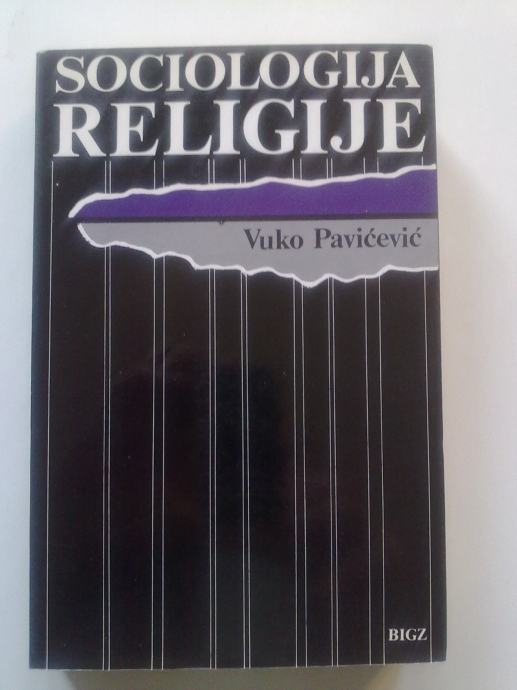 SOCIOLOGIJA
RELIGIJE
Vuko Pavićević
BIGZ